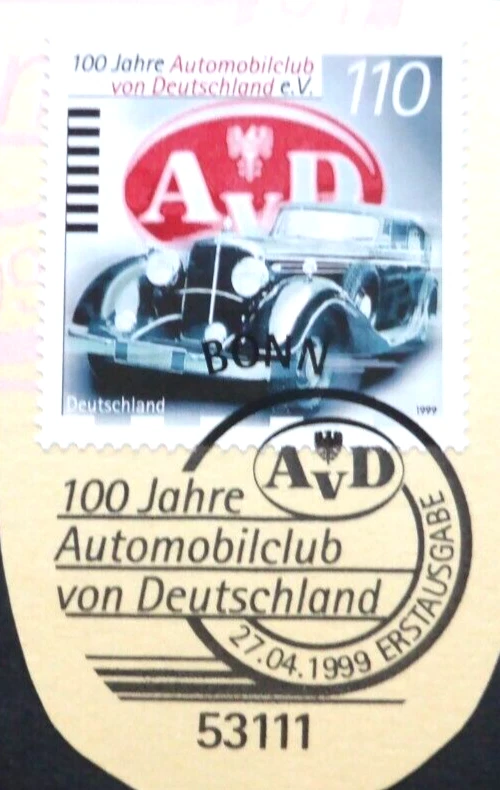 100 Jahre Automobilclub
von Deutschland e.V.
110
AvD
BONN
Deutschland
1999
AvD
100 Jahre
Automobilclub
von Deutschland
27.04.1999 ERSTAUSGABE
53111